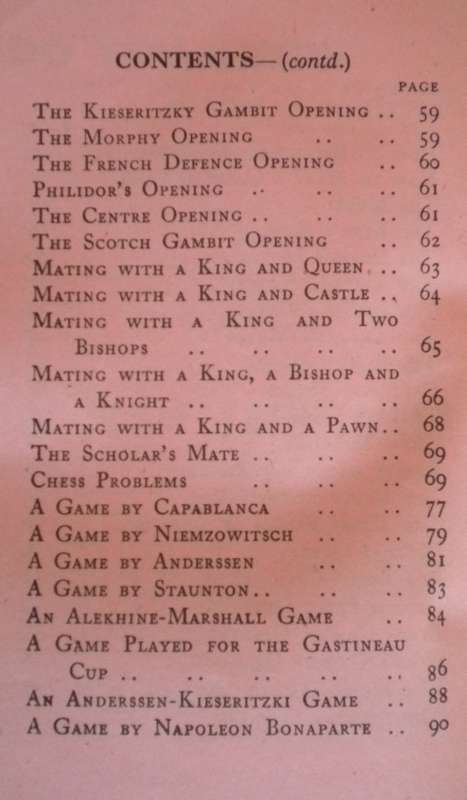 CONTENTS—(contd.)
PAGE
THE KIESERITZKY GAMBIT OPENING .. 59
THE MORPHY OPENING .. .. 59
THE FRENCH DEFENCE OPENING .. 60
PHILIDOR'S OPENING .. .. .. 61
THE CENTRE OPENING .. .. .. 61
THE SCOTCH GAMBIT OPENING .. 62
MATING WITH A KING AND QUEEN .. 63
MATING WITH A KING AND CASTLE .. 64
MATING WITH A KING AND TWO
BISHOPS .. .. .. .. 65
MATING WITH A KING, A BISHOP AND
A KNIGHT .. .. .. .. 66
MATING WITH A KING AND A PAWN .. 68
THE SCHOLAR'S MATE .. .. .. 69
CHESS PROBLEMS .. .. .. 69
A GAME BY CAPABLANCA .. .. 77
A GAME BY NIEMZOWITSCH .. .. 79
A GAME BY ANDERSSEN .. .. 81
A GAME BY STAUNTON .. .. .. 83
AN ALEKHINE-MARSHALL GAME .. 84
A GAME PLAYED FOR THE GASTINEAU
CUP .. .. .. .. .. 86
AN ANDERSSEN-KIESERITZKI GAME .. 88
A GAME BY NAPOLEON BONAPARTE .. 90